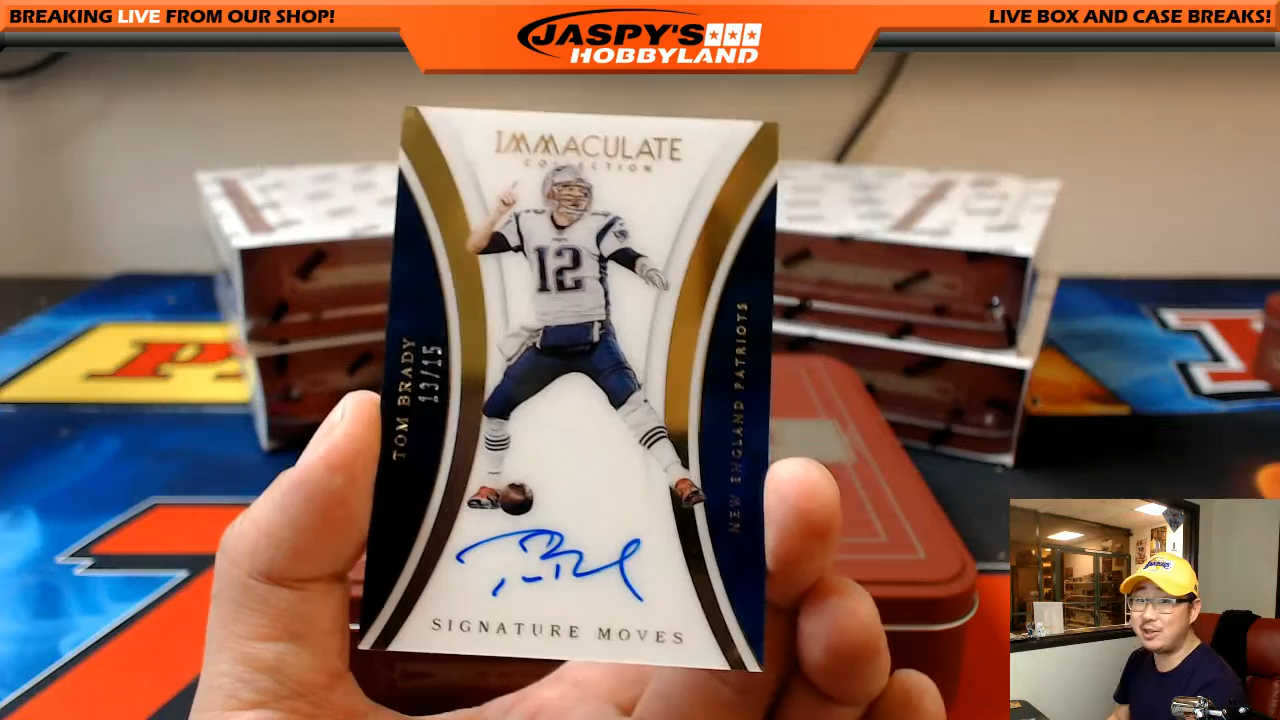 BREAKING LIVE FROM OUR SHOP!
JASPY'S
HOBBYLAND
LIVE BOX AND CASE BREAKS!
IMMACULATE
COLLECTION
12
TOM BRADY
13/15
NEW ENGLAND PATRIOTS
SIGNATURE MOVES